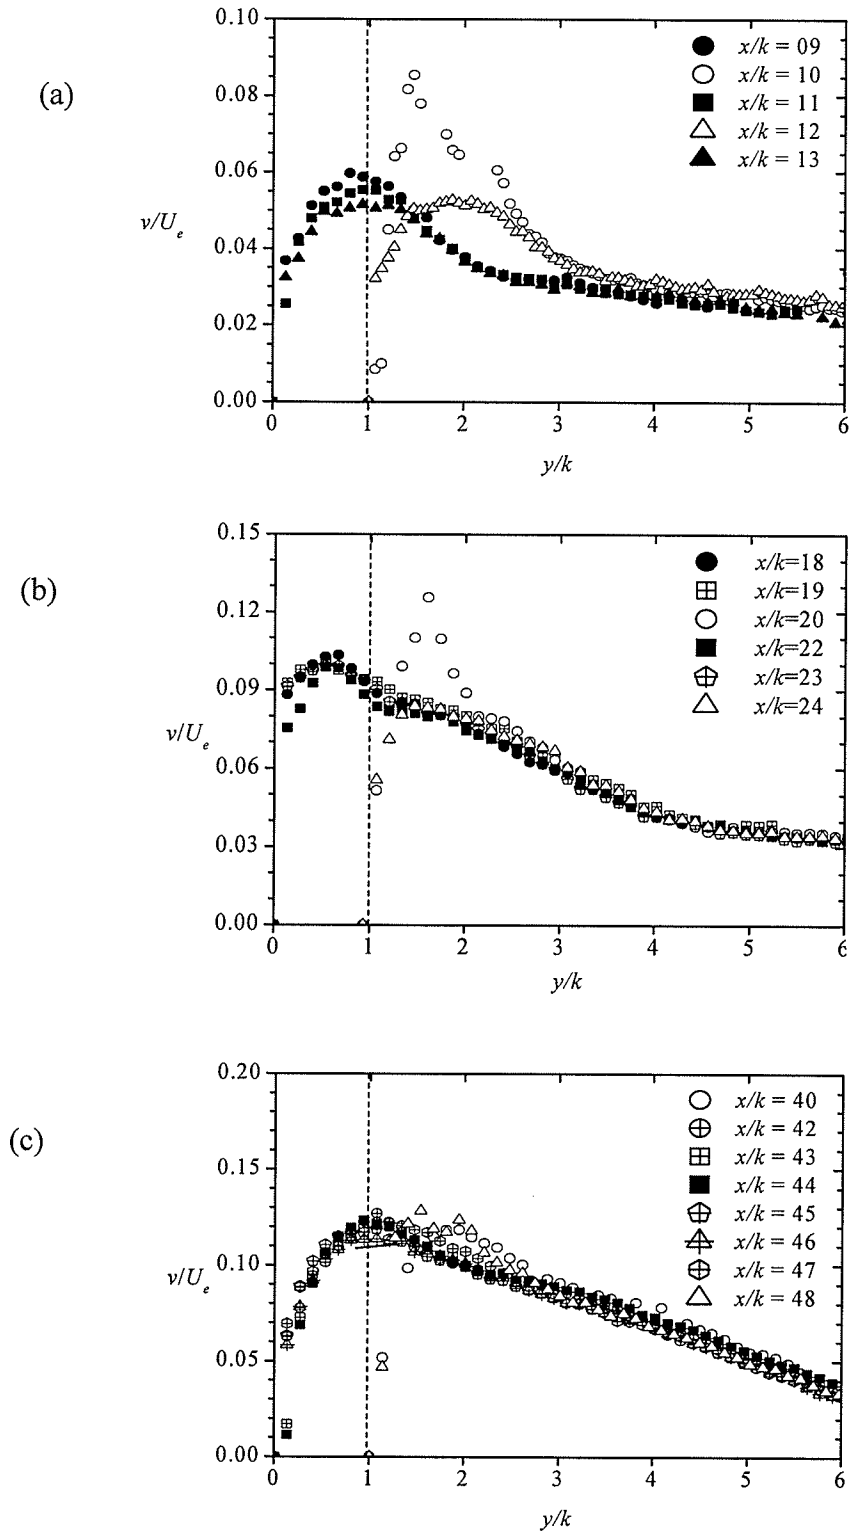 (a)
0.10
0.08
0.06
0.04
0.02
0.00
v/Ue
0 1 2 3 4 5 6
y/k
x/k = 09
x/k = 10
x/k = 11
x/k = 12
x/k = 13
(b)
0.15
0.12
0.09
0.06
0.03
0.00
v/Ue
0 1 2 3 4 5 6
y/k
x/k=18
x/k=19
x/k=20
x/k=22
x/k=23
x/k=24
(c)
0.20
0.15
0.10
0.05
0.00
v/Ue
0 1 2 3 4 5 6
y/k
x/k = 40
x/k = 42
x/k = 43
x/k = 44
x/k = 45
x/k = 46
x/k = 47
x/k = 48